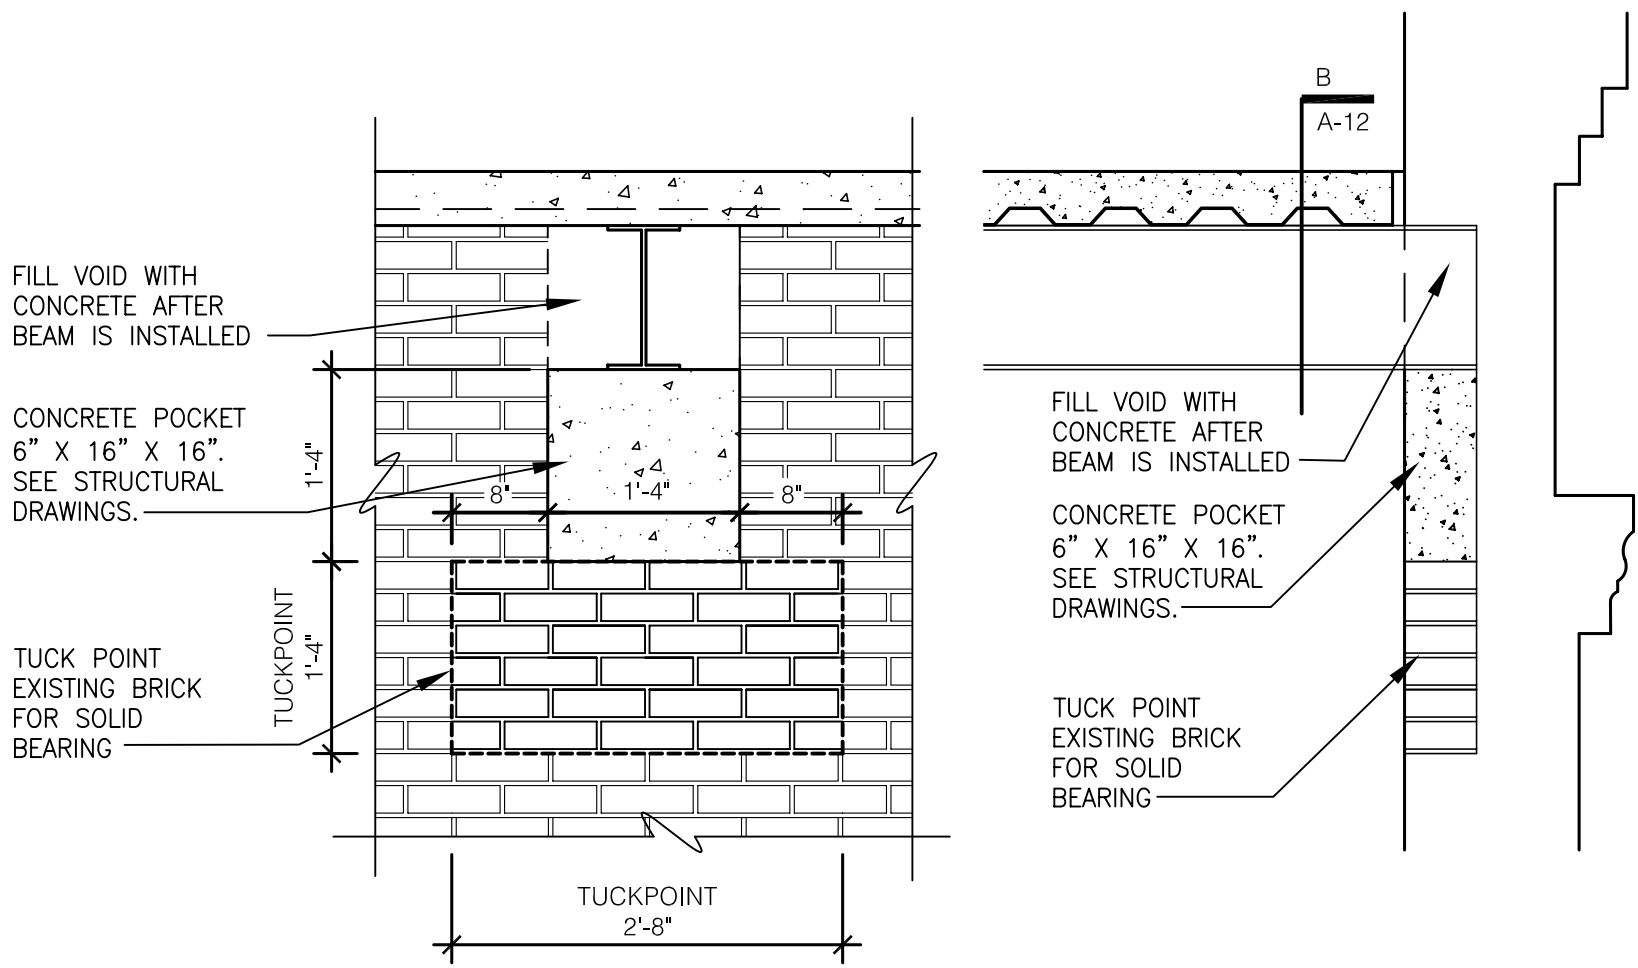 FILL VOID WITH
CONCRETE AFTER
BEAM IS INSTALLED
CONCRETE POCKET
6” X 16” X 16”.
SEE STRUCTURAL
DRAWINGS.
TUCK POINT
EXISTING BRICK
FOR SOLID
BEARING
1'-4"
TUCKPOINT
1'-4"
8"
1'-4"
8"
TUCKPOINT
2'-8"
B
A-12
FILL VOID WITH
CONCRETE AFTER
BEAM IS INSTALLED
CONCRETE POCKET
6” X 16” X 16”.
SEE STRUCTURAL
DRAWINGS.
TUCK POINT
EXISTING BRICK
FOR SOLID
BEARING